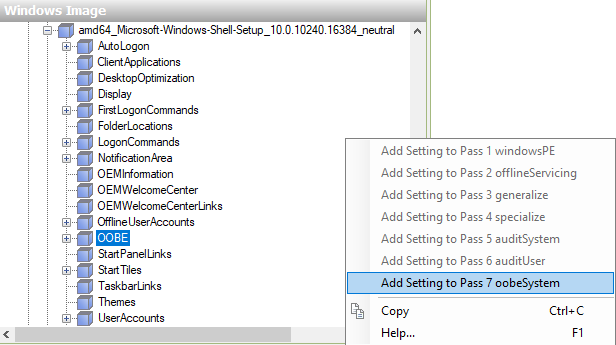 Windows Image
amd64_Microsoft-Windows-Shell-Setup_10.0.10240.16384_neutral
AutoLogon
ClientApplications
DesktopOptimization
Display
FirstLogonCommands
FolderLocations
LogonCommands
NotificationArea
OEMInformation
OEMWelcomeCenter
OEMWelcomeCenterLinks
OfflineUserAccounts
OOBE
StartPanelLinks
StartTiles
TaskbarLinks
Themes
UserAccounts
Add Setting to Pass 1 windowsPE
Add Setting to Pass 2 offlineServicing
Add Setting to Pass 3 generalize
Add Setting to Pass 4 specialize
Add Setting to Pass 5 auditSystem
Add Setting to Pass 6 auditUser
Add Setting to Pass 7 oobeSystem
Copy Ctrl+C
Help... F1